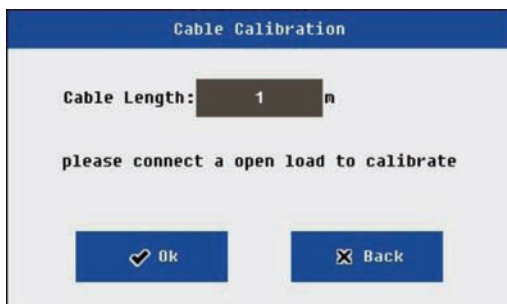 Cable Calibration
Cable Length: 1 m
please connect a open load to calibrate
Ok Back